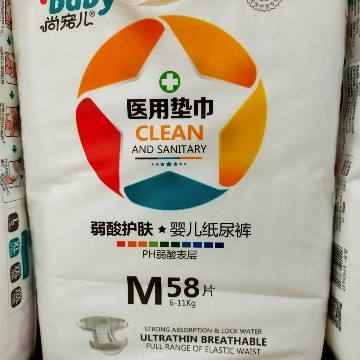 Baby
尚宠儿
医用垫巾
CLEAN
AND SANITARY
弱酸护肤★婴儿纸尿裤
PH弱酸表层
M58片
6-11Kg
STRONG ABSORPTION & LOCK WATER
ULTRATHIN BREATHABLE
FULL RANGE OF ELASTIC WAIST